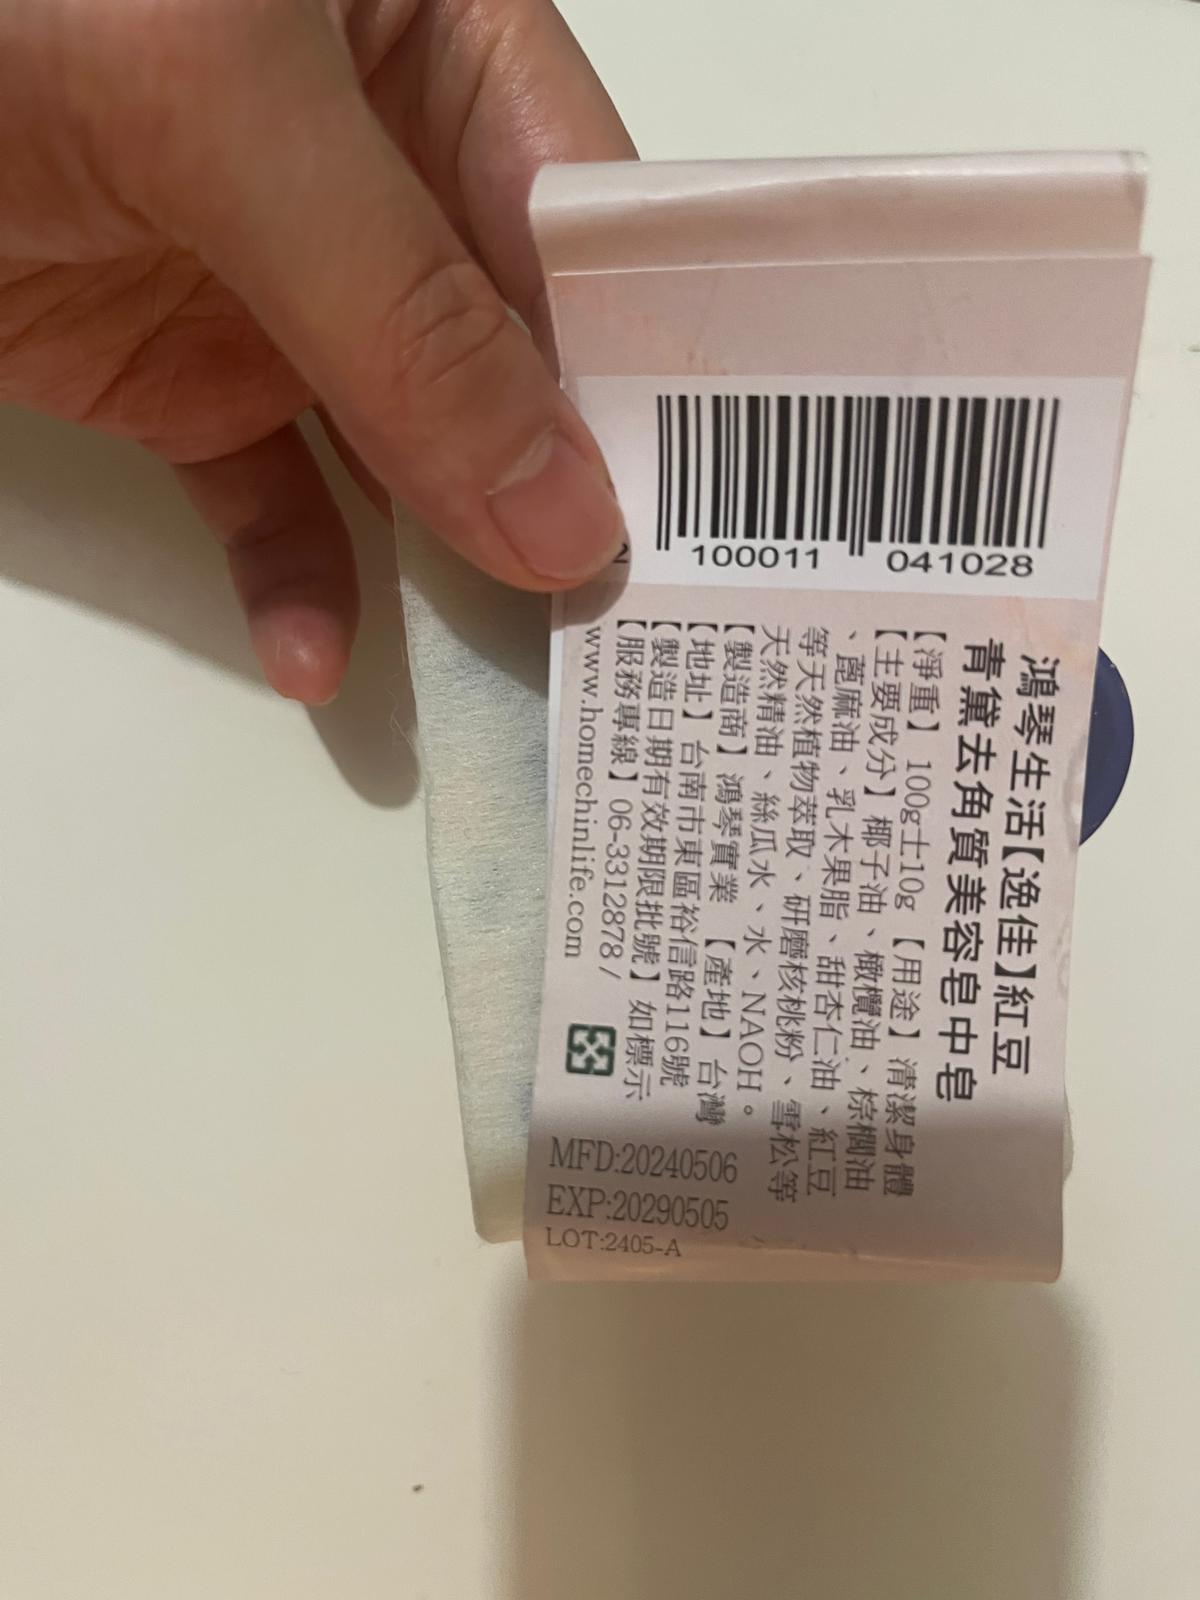 2 100011 041028
鴻琴生活【逸佳】紅豆
青黛去角質美容皂中皂
【淨重】100g±10g【用途】清潔身體
【主要成分】椰子油、橄欖油、棕櫚油
、蓖麻油、乳木果脂、甜杏仁油、紅豆
等天然植物萃取、研磨核桃粉、雪松等
天然精油、絲瓜水、水、NAOH。
【製造商】鴻琴實業【產地】台灣
【地址】台南市東區裕信路116號
【製造日期有效期限批號】如標示
【服務專線】06-3312878/
www.homechinlife.com
MFD:20240506
EXP:20290505
LOT:2405-A